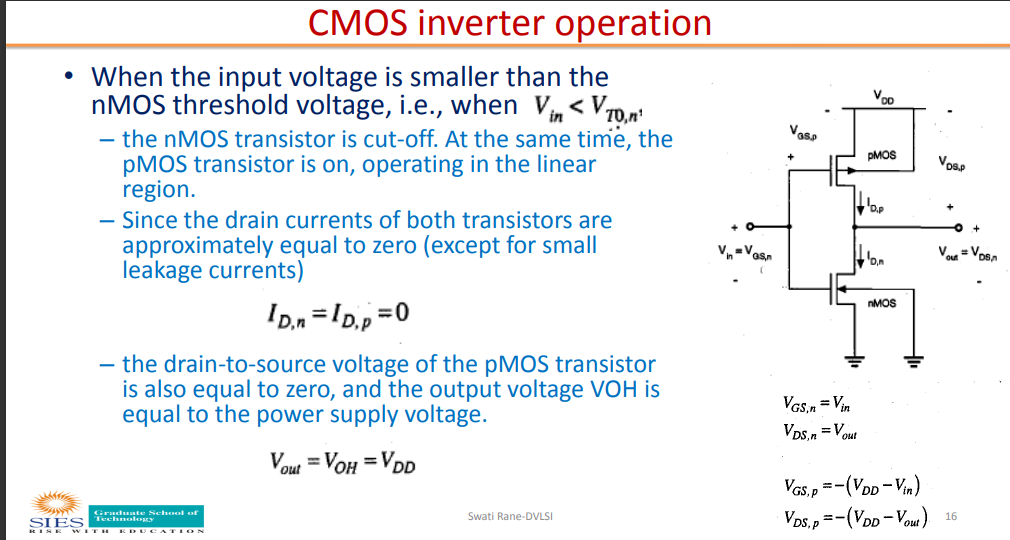 CMOS inverter operation
• When the input voltage is smaller than the
nMOS threshold voltage, i.e., when V_in < V_T0,n,
– the nMOS transistor is cut-off. At the same time, the
pMOS transistor is on, operating in the linear
region.
– Since the drain currents of both transistors are
approximately equal to zero (except for small
leakage currents)
I_D,n = I_D,p = 0
– the drain-to-source voltage of the pMOS transistor
is also equal to zero, and the output voltage VOH is
equal to the power supply voltage.
V_out = V_OH = V_DD
V_DD
-
-
V_GS,p
+
pMOS
V_DS,p
+
I_D,p
+
+
V_in = V_GS,n
V_out = V_DS,n
I_D,n
-
-
nMOS
V_GS,n = V_in
V_DS,n = V_out
V_GS,p = -(V_DD - V_in)
V_DS,p = -(V_DD - V_out)
SIES Graduate School of
Technology
RISE WITH EDUCATION
Swati Rane-DVLSI
16